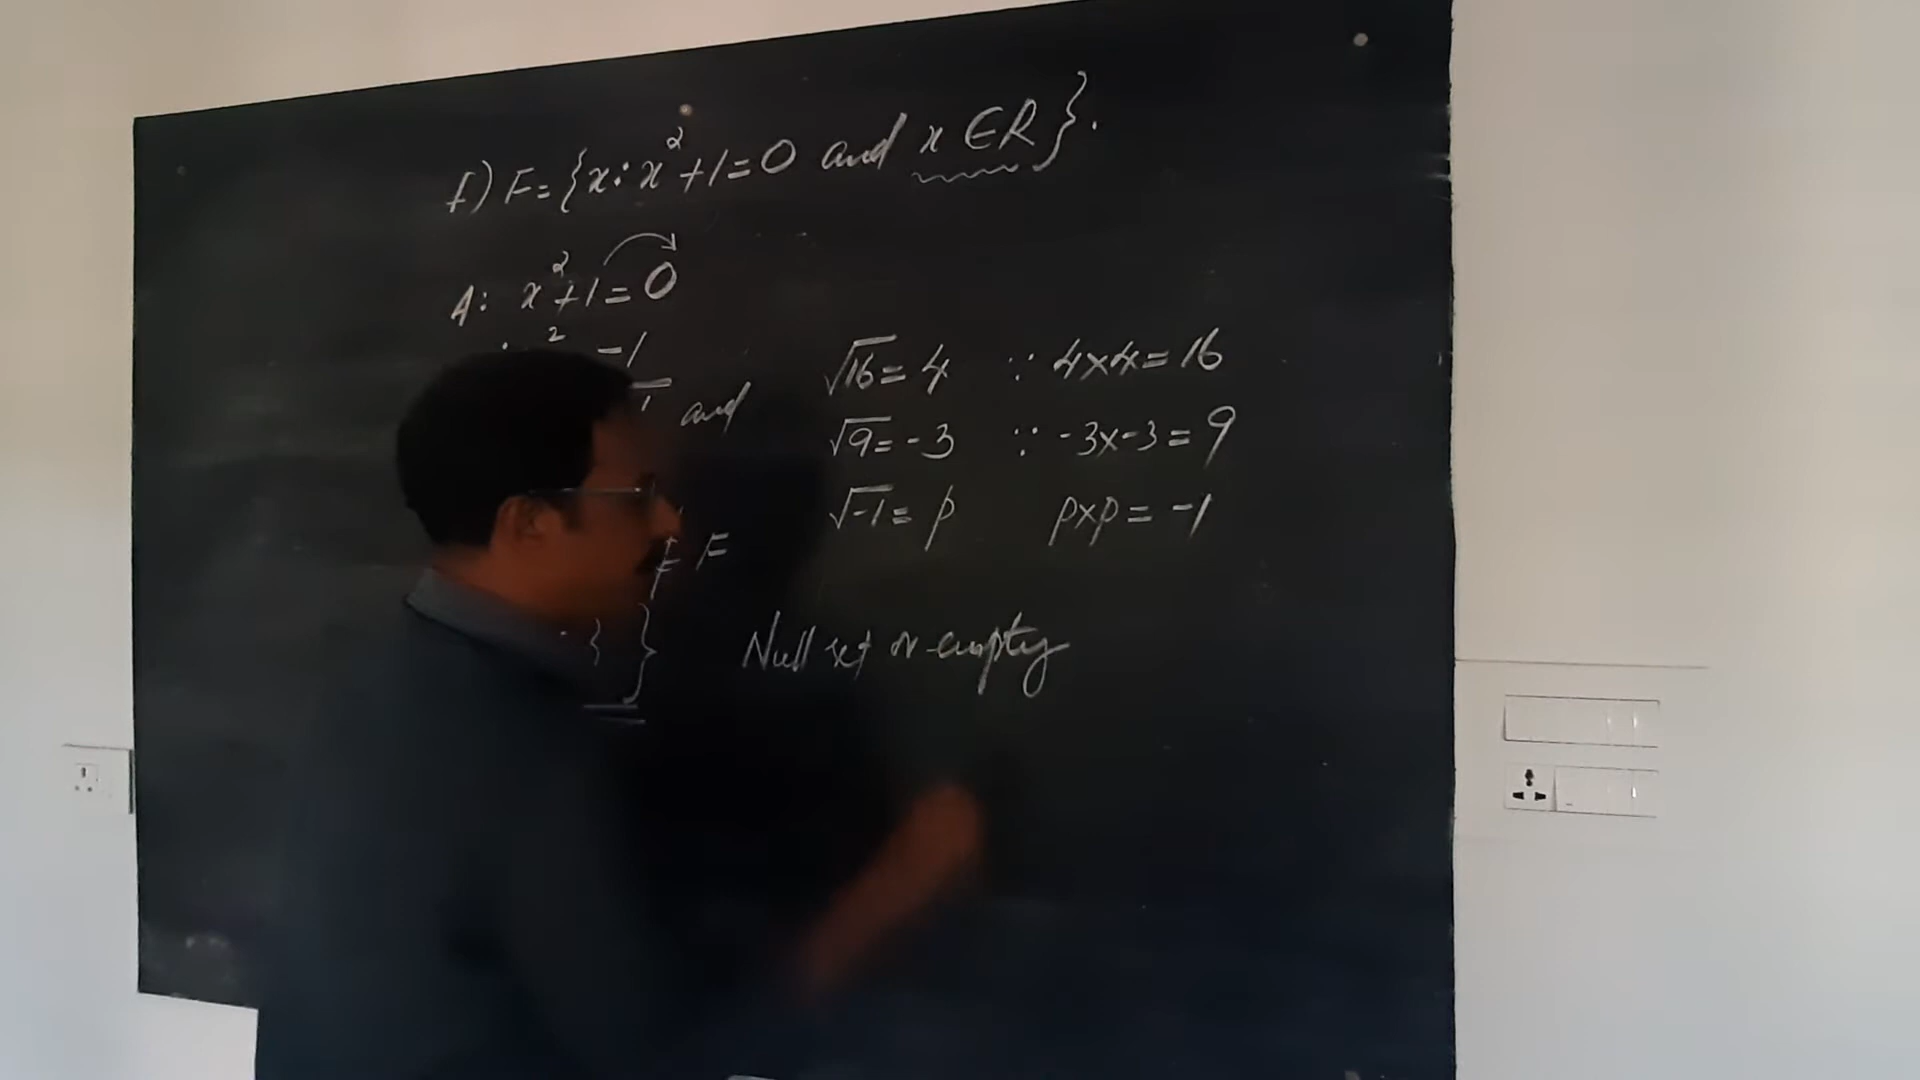 f) F = {x : x² + 1 = 0 and x ∈ R}.
A: x² + 1 = 0
² - 1
and
√16 = 4 ∵ 4×4 = 16
√9 = -3 ∵ -3×-3 = 9
√-1 = p p×p = -1
F
{ } Null set or empty